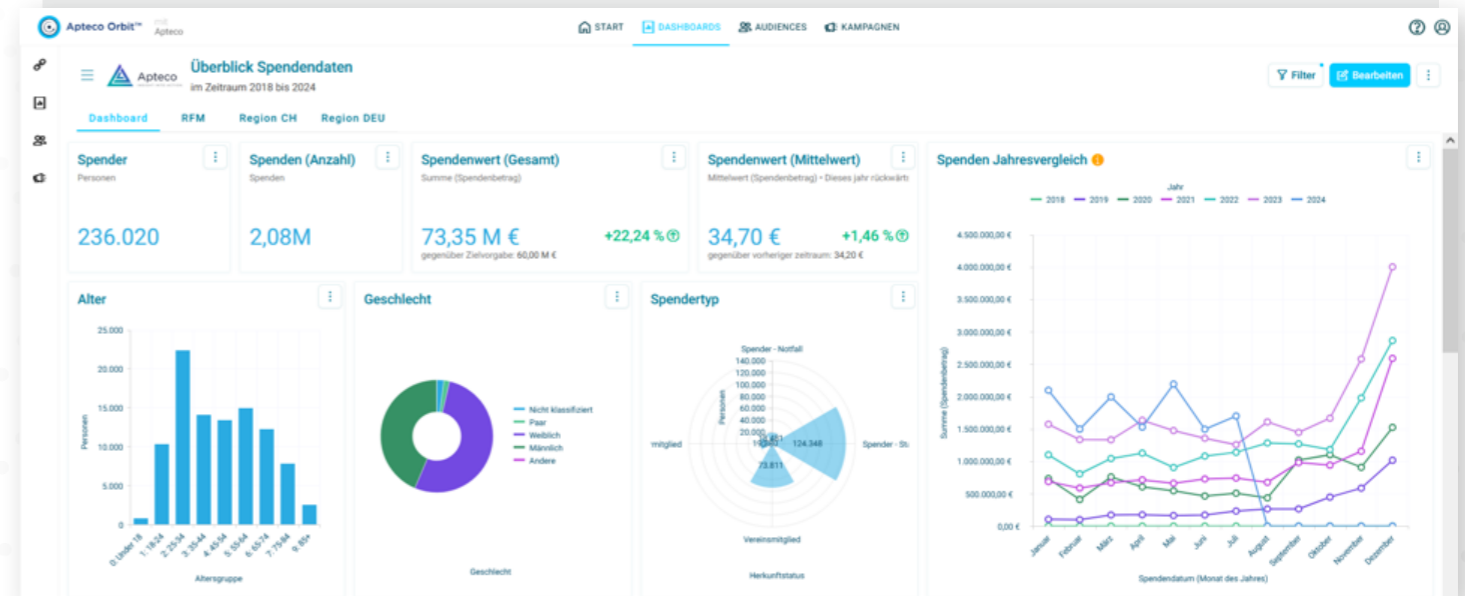 Apteco Orbit™
mit
Apteco
START
DASHBOARDS
AUDIENCES
KAMPAGNEN
Apteco
Überblick Spendendaten
im Zeitraum 2018 bis 2024
Filter
Bearbeiten
Dashboard
RFM
Region CH
Region DEU
Spender
Personen
236.020
Spenden (Anzahl)
Spenden
2,08M
Spendenwert (Gesamt)
Summe (Spendenbetrag)
73,35 M €
+22,24 %
gegenüber Zielvorgabe: 60,00 M €
Spendenwert (Mittelwert)
Mittelwert (Spendenbetrag) • Dieses jahr rückwärts
34,70 €
+1,46 %
gegenüber vorheriger zeitraum: 34,20 €
Spenden Jahresvergleich
Jahr
2018
2019
2020
2021
2022
2023
2024
4.500.000,00 €
4.000.000,00 €
3.500.000,00 €
3.000.000,00 €
2.500.000,00 €
2.000.000,00 €
1.500.000,00 €
1.000.000,00 €
500.000,00 €
0,00 €
Summe (Spendenbetrag)
Januar
Februar
März
April
Mai
Juni
Juli
August
September
Oktober
November
Dezember
Spendendatum (Monat des Jahres)
Alter
25.000
20.000
15.000
10.000
5.000
0
Personen
0: Under 18
1: 18-24
2: 25-34
3: 35-44
4: 45-54
5: 55-64
6: 65-74
7: 75-84
9: 85+
Altersgruppe
Geschlecht
Nicht klassifiziert
Paar
Weiblich
Männlich
Andere
Geschlecht
Spendertyp
Spender - Notfall
140.000
120.000
100.000
80.000
60.000
40.000
20.000
Personen
mitglied
124.348
Spender - Sta
73.811
Vereinsmitglied
Herkunftstatus